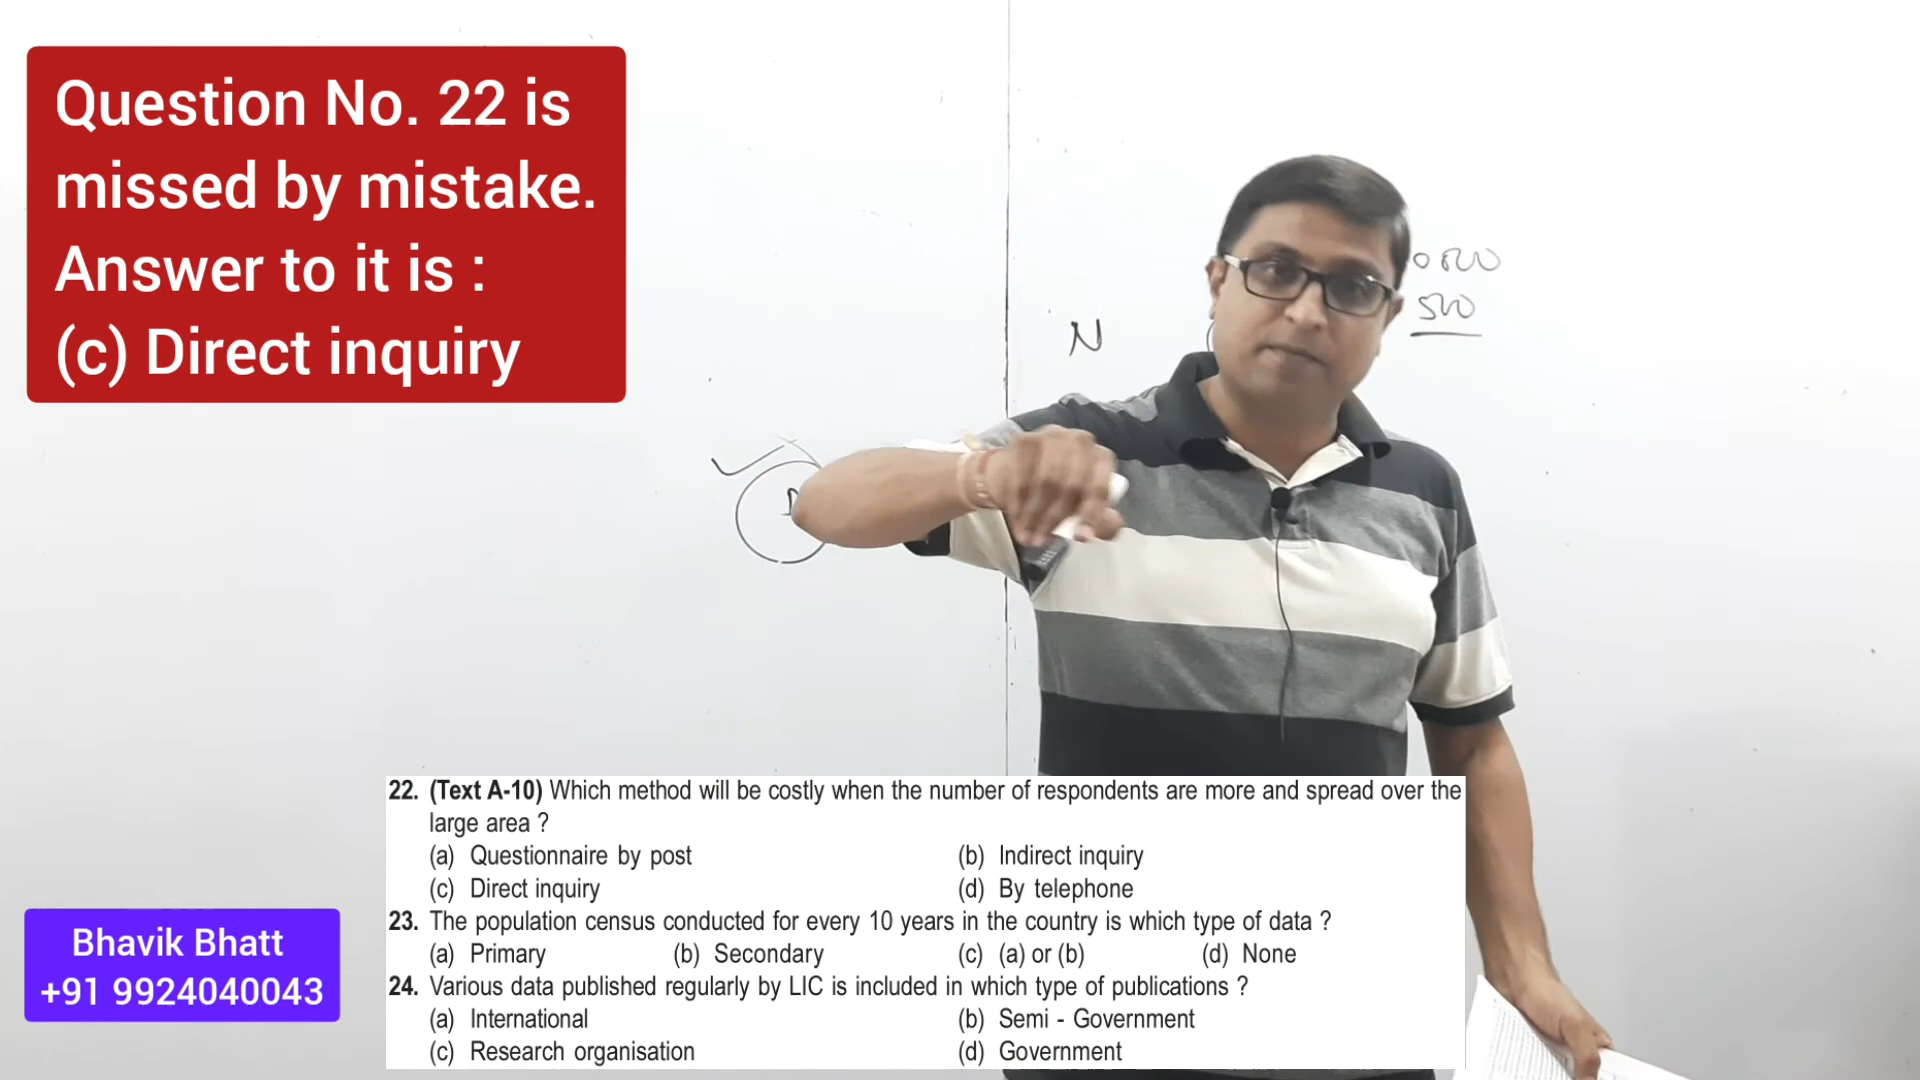 Question No. 22 is
missed by mistake.
Answer to it is :
(c) Direct inquiry
N
500
22. (Text A-10) Which method will be costly when the number of respondents are more and spread over the
large area ?
(a) Questionnaire by post (b) Indirect inquiry
(c) Direct inquiry (d) By telephone
23. The population census conducted for every 10 years in the country is which type of data ?
(a) Primary (b) Secondary (c) (a) or (b) (d) None
24. Various data published regularly by LIC is included in which type of publications ?
(a) International (b) Semi - Government
(c) Research organisation (d) Government
Bhavik Bhatt
+91 9924040043